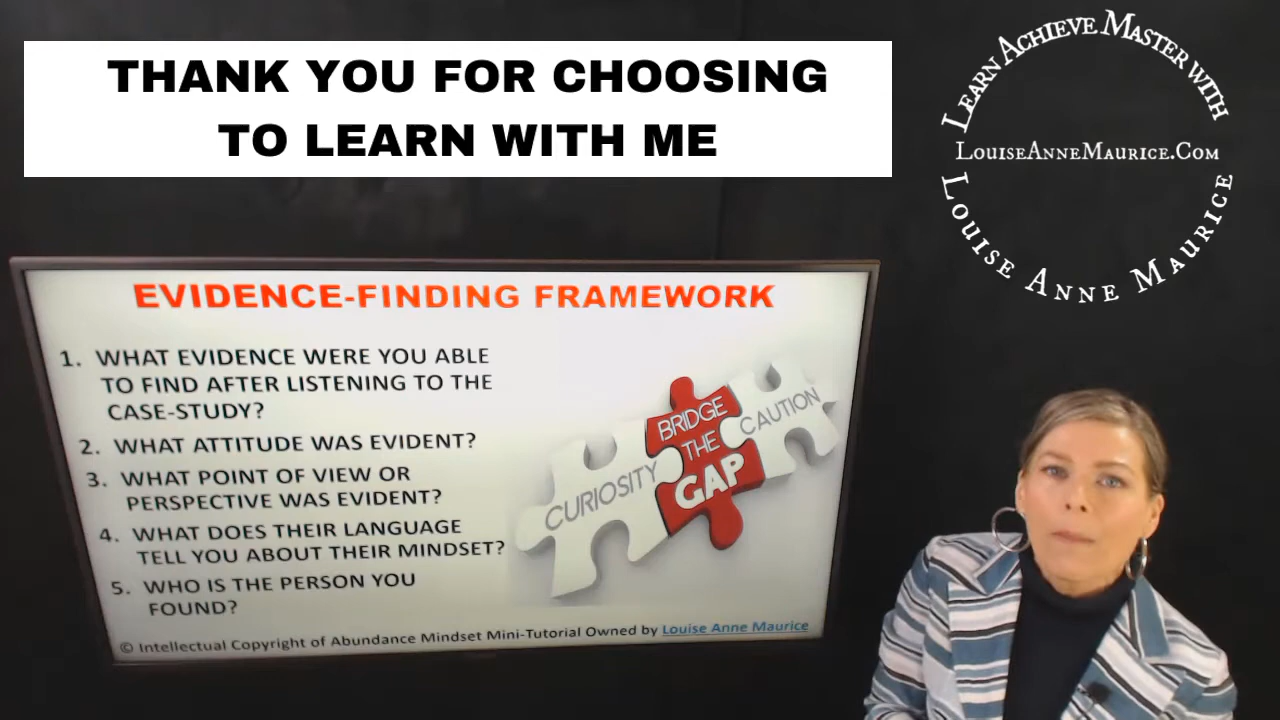 THANK YOU FOR CHOOSING
TO LEARN WITH ME
LEARN ACHIEVE MASTER WITH
LOUISEANNEMAURICE.COM
LOUISE ANNE MAURICE
EVIDENCE-FINDING FRAMEWORK
1. WHAT EVIDENCE WERE YOU ABLE
TO FIND AFTER LISTENING TO THE
CASE-STUDY?
2. WHAT ATTITUDE WAS EVIDENT?
3. WHAT POINT OF VIEW OR
PERSPECTIVE WAS EVIDENT?
4. WHAT DOES THEIR LANGUAGE
TELL YOU ABOUT THEIR MINDSET?
5. WHO IS THE PERSON YOU
FOUND?
CURIOSITY
BRIDGE
THE
GAP
CAUTION
© Intellectual Copyright of Abundance Mindset Mini-Tutorial Owned by Louise Anne Maurice